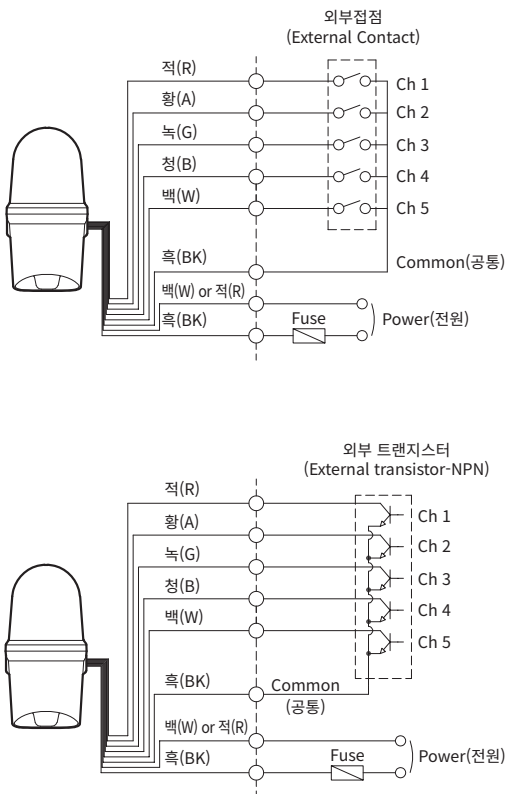 외부접점
(External Contact)
적(R)
Ch 1
황(A)
Ch 2
녹(G)
Ch 3
청(B)
Ch 4
백(W)
Ch 5
흑(BK)
Common(공통)
백(W) or 적(R)
흑(BK)
Fuse
Power(전원)
외부 트랜지스터
(External transistor-NPN)
적(R)
Ch 1
황(A)
Ch 2
녹(G)
Ch 3
청(B)
Ch 4
백(W)
Ch 5
흑(BK)
Common
(공통)
백(W) or 적(R)
흑(BK)
Fuse
Power(전원)